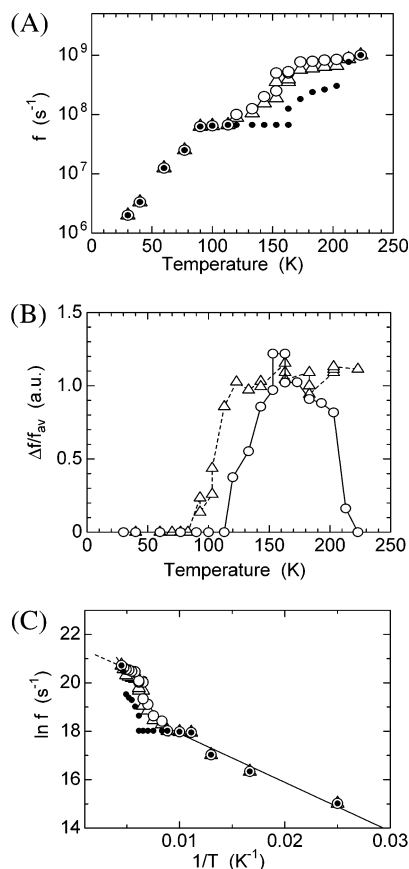 (A)
10⁹
10⁸
10⁷
10⁶
f (s⁻¹)
0 50 100 150 200 250
Temperature (K)
(B)
1.5
1.0
0.5
0
Δf/fav (a.u.)
0 50 100 150 200 250
Temperature (K)
(C)
22
20
18
16
14
ln f (s⁻¹)
0.01 0.02 0.03
1/T (K⁻¹)